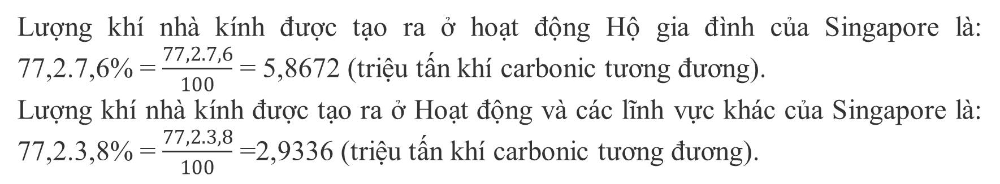 Lượng khí nhà kính được tạo ra ở hoạt động Hộ gia đình của Singapore là:
77,2.7,6% = \frac{77,2.7,6}{100} = 5,8672 (triệu tấn khí carbonic tương đương).
Lượng khí nhà kính được tạo ra ở Hoạt động và các lĩnh vực khác của Singapore là:
77,2.3,8% = \frac{77,2.3,8}{100} =2,9336 (triệu tấn khí carbonic tương đương).